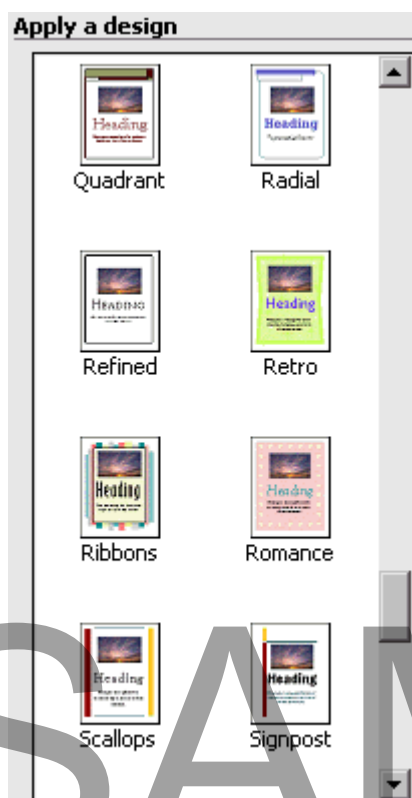 Apply a design
Heading
Heading
Quadrant
Radial
Heading
Heading
Refined
Retro
Heading
Heading
Ribbons
Romance
Heading
Heading
Scallops
Signpost
SAM